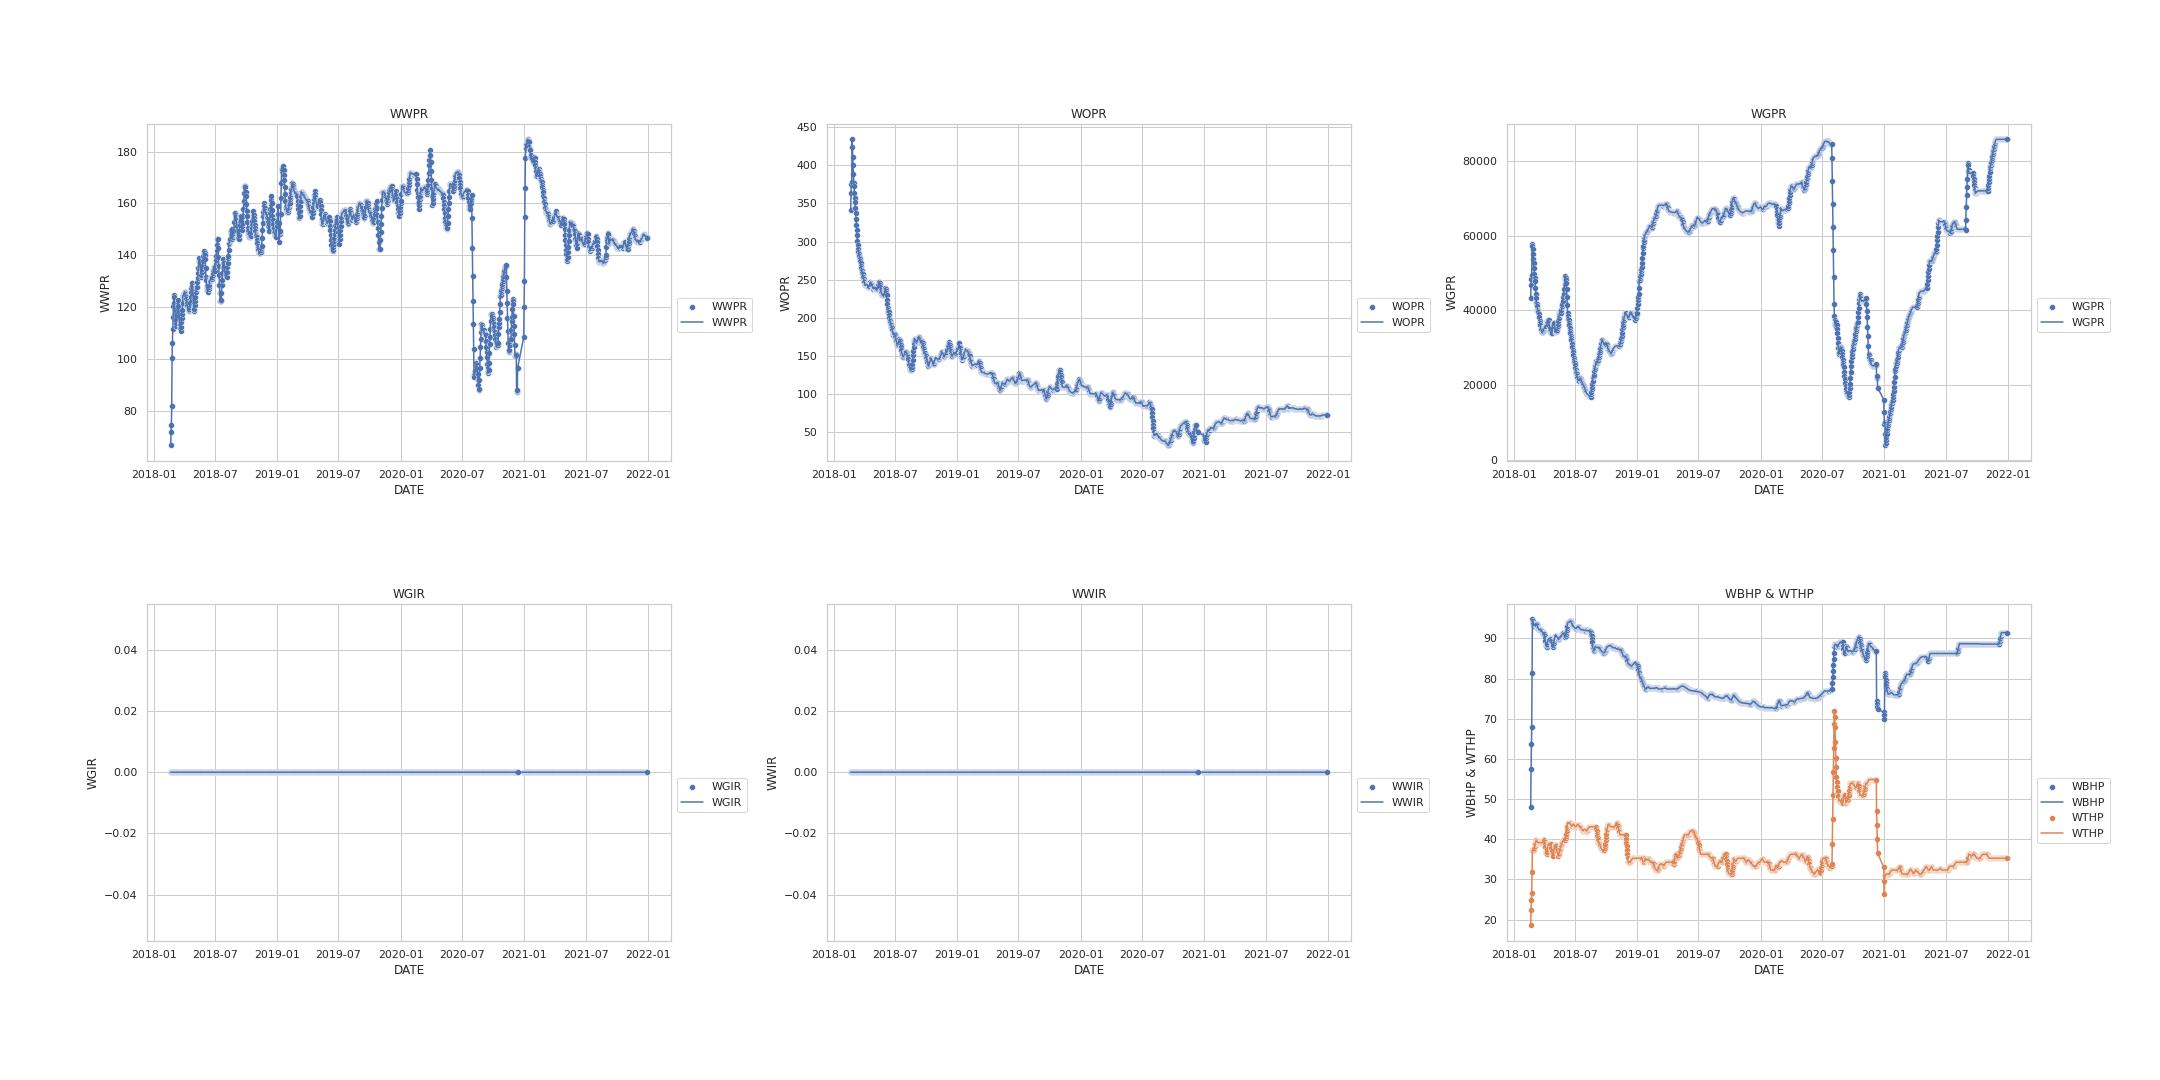 WWPR
WWPR
180
160
140
120
100
80
2018-01 2018-07 2019-01 2019-07 2020-01 2020-07 2021-01 2021-07 2022-01
DATE
WWPR
WWPR
WOPR
WOPR
450
400
350
300
250
200
150
100
50
2018-01 2018-07 2019-01 2019-07 2020-01 2020-07 2021-01 2021-07 2022-01
DATE
WOPR
WOPR
WGPR
WGPR
80000
60000
40000
20000
0
2018-01 2018-07 2019-01 2019-07 2020-01 2020-07 2021-01 2021-07 2022-01
DATE
WGPR
WGPR
WGIR
WGIR
0.04
0.02
0.00
−0.02
−0.04
2018-01 2018-07 2019-01 2019-07 2020-01 2020-07 2021-01 2021-07 2022-01
DATE
WGIR
WGIR
WWIR
WWIR
0.04
0.02
0.00
−0.02
−0.04
2018-01 2018-07 2019-01 2019-07 2020-01 2020-07 2021-01 2021-07 2022-01
DATE
WWIR
WWIR
WBHP & WTHP
WBHP & WTHP
90
80
70
60
50
40
30
20
2018-01 2018-07 2019-01 2019-07 2020-01 2020-07 2021-01 2021-07 2022-01
DATE
WBHP
WBHP
WTHP
WTHP